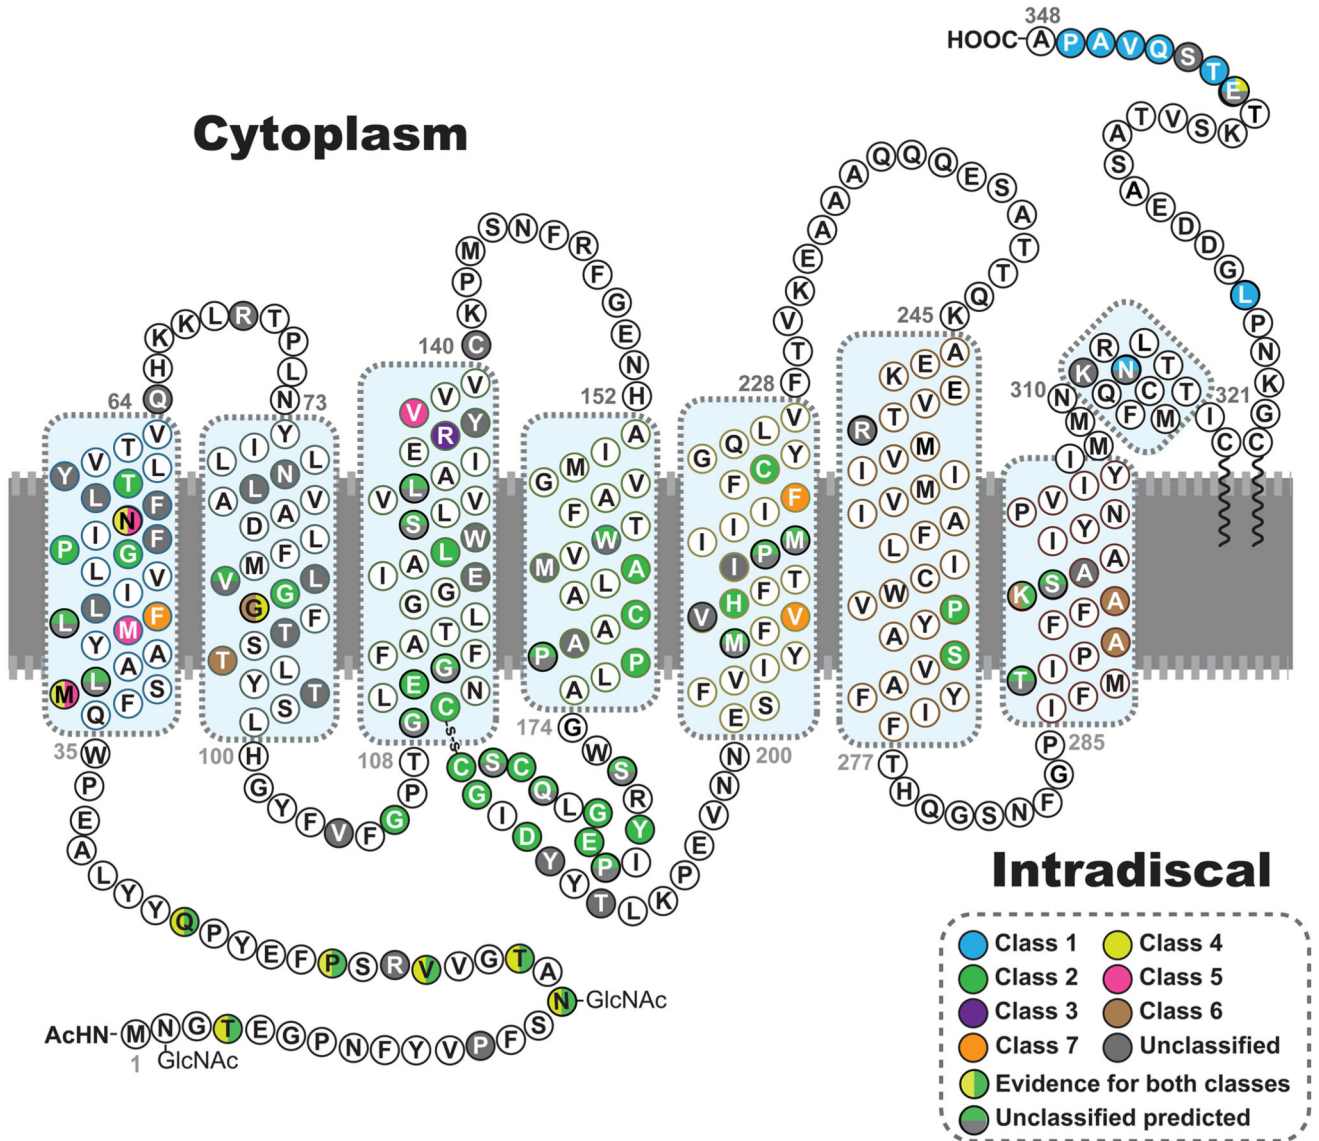 348
HOOC-A P A V Q S T E T K S V T A S A E D D G L P N K G C
Cytoplasm
M S N F R F G E N H
P
K
C
140
152
A A A Q Q Q E S A T T Q K
A
E
K
V
T
F
228
245
K K L R T P L N
H
Q
64
73
V T V Y
L T L
F N I P
F G L
V I L L
F M Y
A A L M
S F Q
35
Y I L
L N L A
V A D
L F M V
L G G
F T S T
T L Y
S L
100
V V V
Y R E
I A L V
V L S
W L A I
E G G
L T A F
F G E L
N C G
108
S-S
A I M G
V A F
T W V M
A L A
C A A P
P L A
174
V L Q G
Y C F
F I I I
M P I
T F H V
V F M
Y I V F
S E
200
A E K
E V T R
M V I
I M V I
A F L
I C W V
P Y A
S V A F
Y I F
277
R L T
K N C T
Q F M I
310
N M M I
321
C
Y I V P
N Y I
A A S K
A F F
A P I T
M F I
285
W P E A L Y Y Q P Y E F P S R V V G T A N
GlcNAc
AcHN-M N G T E G P N F Y V P F S
1
GlcNAc
H G Y F V F G P T
G W S R Y I P E G L Q C S C G I D Y Y T L K P E V N N
T H Q G S N F G P
Intradiscal
Class 1
Class 4
Class 2
Class 5
Class 3
Class 6
Class 7
Unclassified
Evidence for both classes
Unclassified predicted